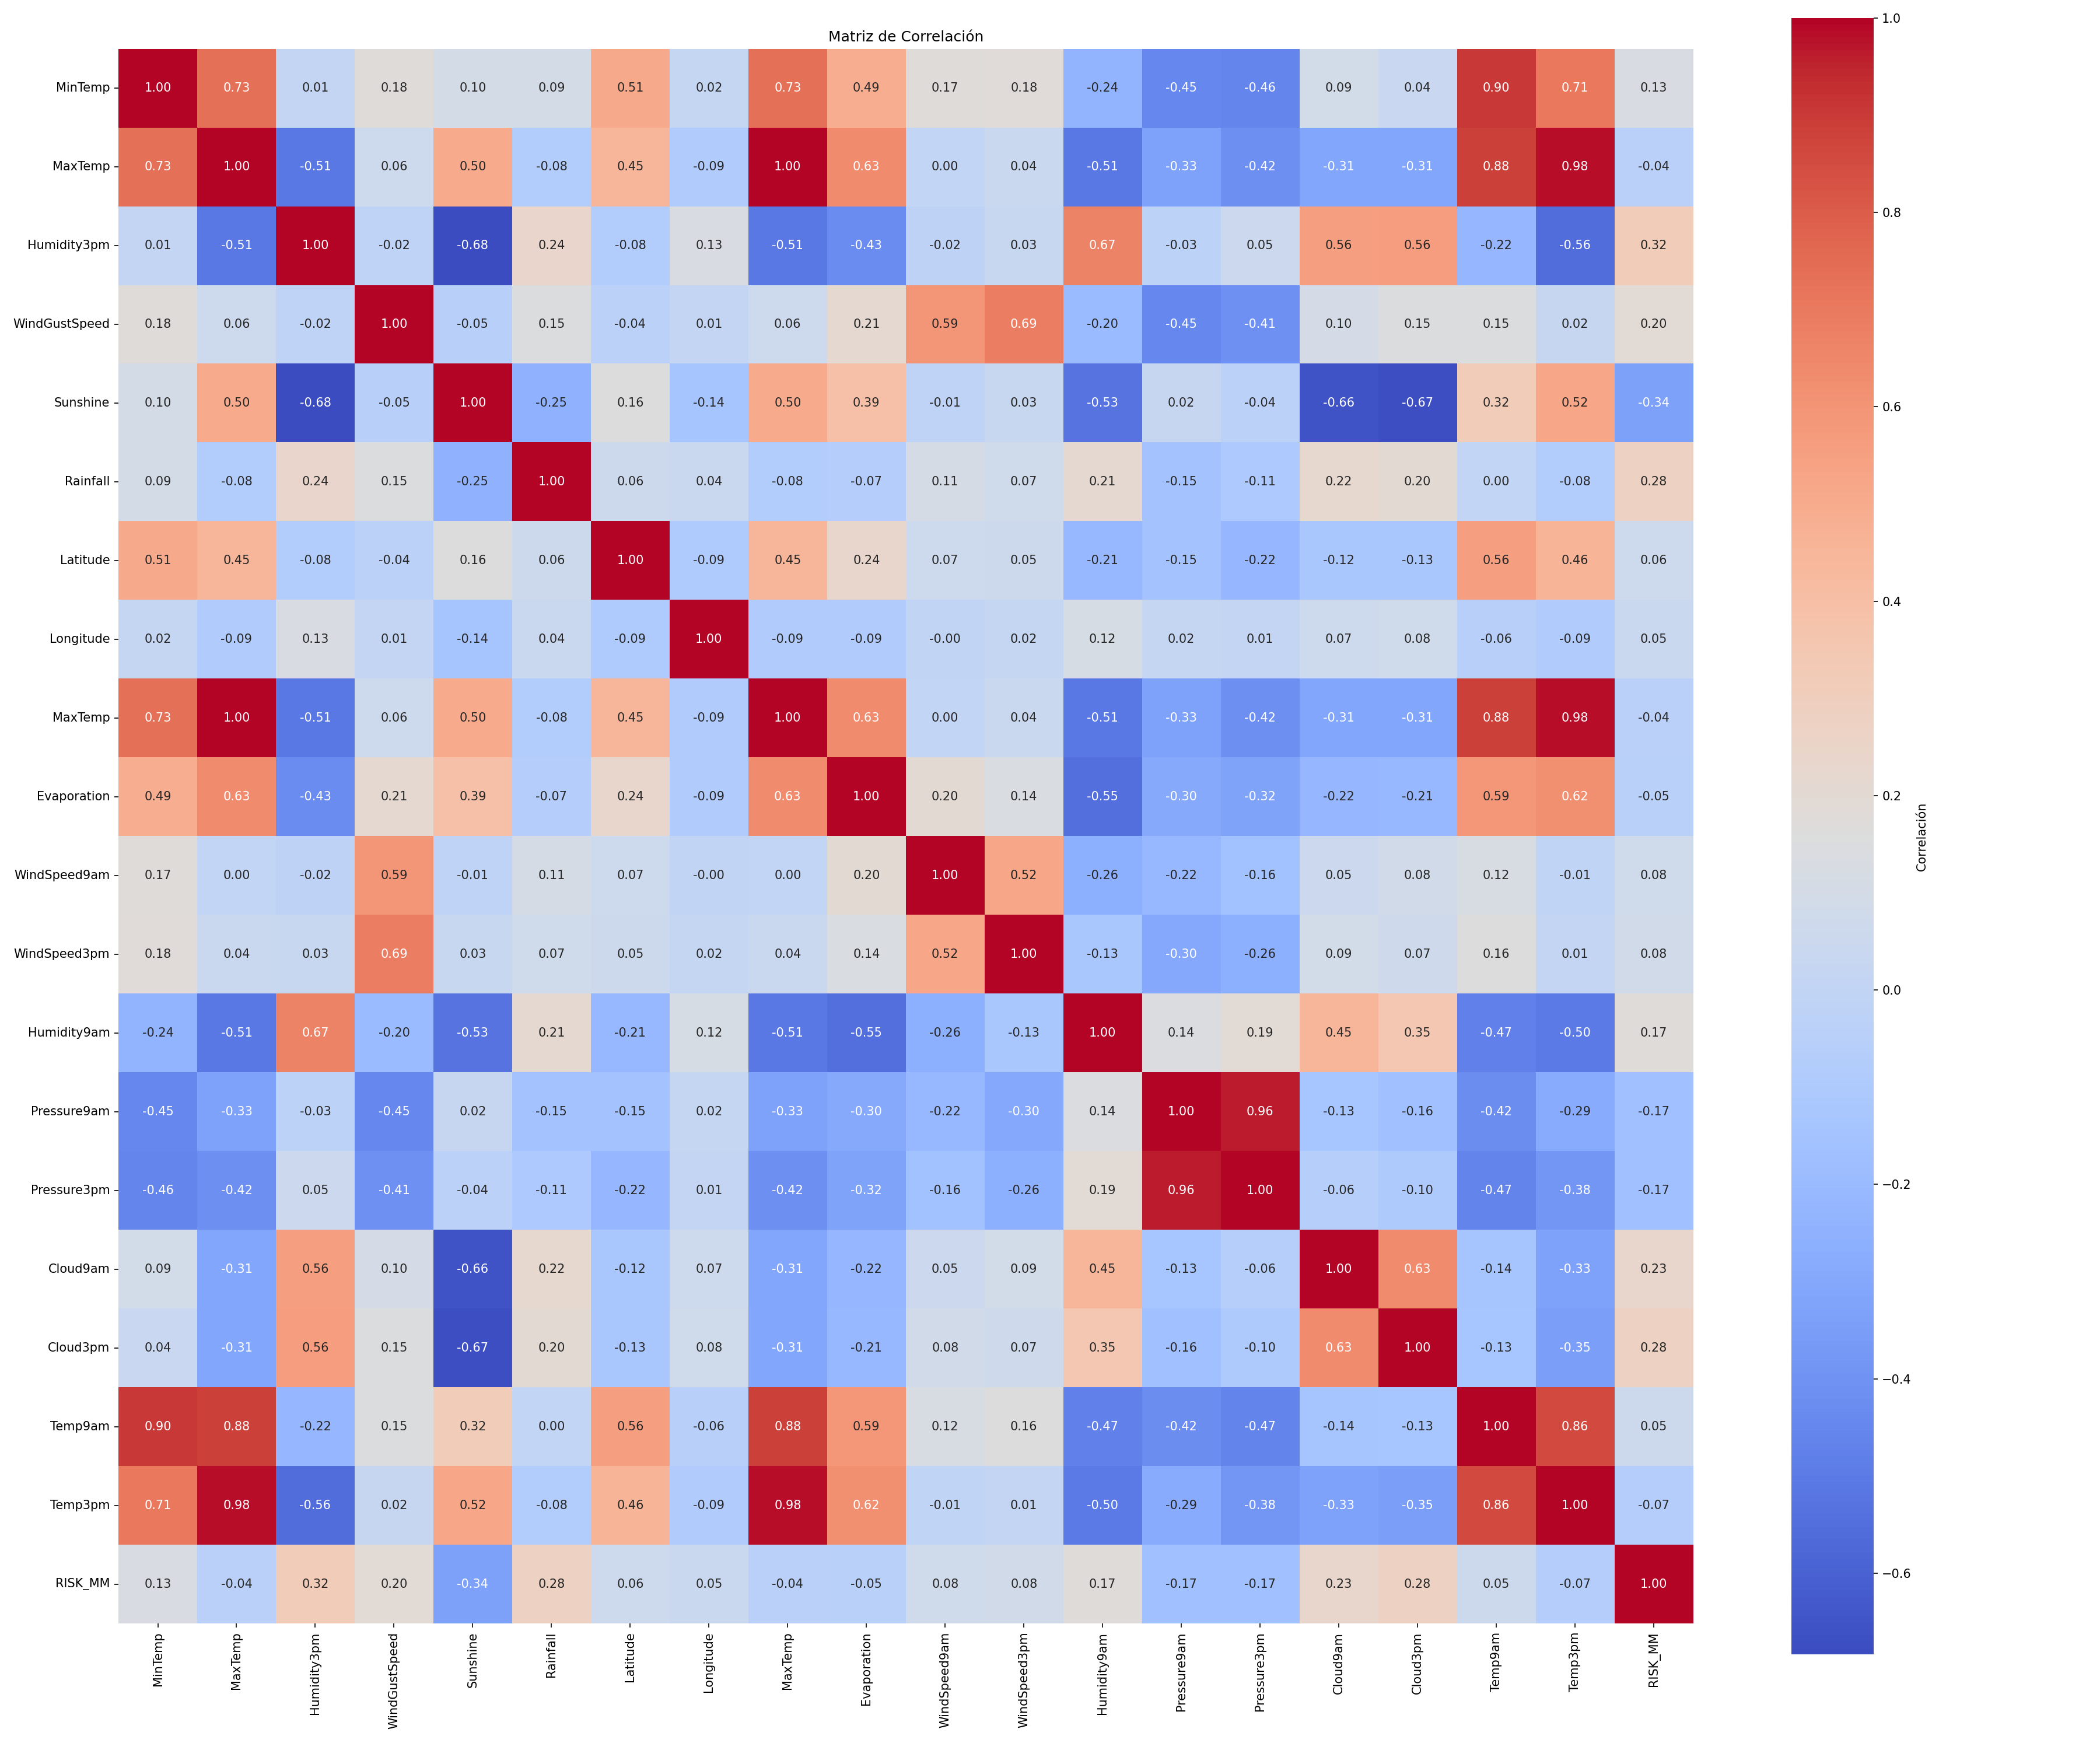 Matriz de Correlación
MinTemp 1.00 0.73 0.01 0.18 0.10 0.09 0.51 0.02 0.73 0.49 0.17 0.18 -0.24 -0.45 -0.46 0.09 0.04 0.90 0.71 0.13
MaxTemp 0.73 1.00 -0.51 0.06 0.50 -0.08 0.45 -0.09 1.00 0.63 0.00 0.04 -0.51 -0.33 -0.42 -0.31 -0.31 0.88 0.98 -0.04
Humidity3pm 0.01 -0.51 1.00 -0.02 -0.68 0.24 -0.08 0.13 -0.51 -0.43 -0.02 0.03 0.67 -0.03 0.05 0.56 0.56 -0.22 -0.56 0.32
WindGustSpeed 0.18 0.06 -0.02 1.00 -0.05 0.15 -0.04 0.01 0.06 0.21 0.59 0.69 -0.20 -0.45 -0.41 0.10 0.15 0.15 0.02 0.20
Sunshine 0.10 0.50 -0.68 -0.05 1.00 -0.25 0.16 -0.14 0.50 0.39 -0.01 0.03 -0.53 0.02 -0.04 -0.66 -0.67 0.32 0.52 -0.34
Rainfall 0.09 -0.08 0.24 0.15 -0.25 1.00 0.06 0.04 -0.08 -0.07 0.11 0.07 0.21 -0.15 -0.11 0.22 0.20 0.00 -0.08 0.28
Latitude 0.51 0.45 -0.08 -0.04 0.16 0.06 1.00 -0.09 0.45 0.24 0.07 0.05 -0.21 -0.15 -0.22 -0.12 -0.13 0.56 0.46 0.06
Longitude 0.02 -0.09 0.13 0.01 -0.14 0.04 -0.09 1.00 -0.09 -0.09 -0.00 0.02 0.12 0.02 0.01 0.07 0.08 -0.06 -0.09 0.05
MaxTemp 0.73 1.00 -0.51 0.06 0.50 -0.08 0.45 -0.09 1.00 0.63 0.00 0.04 -0.51 -0.33 -0.42 -0.31 -0.31 0.88 0.98 -0.04
Evaporation 0.49 0.63 -0.43 0.21 0.39 -0.07 0.24 -0.09 0.63 1.00 0.20 0.14 -0.55 -0.30 -0.32 -0.22 -0.21 0.59 0.62 -0.05
WindSpeed9am 0.17 0.00 -0.02 0.59 -0.01 0.11 0.07 -0.00 0.00 0.20 1.00 0.52 -0.26 -0.22 -0.16 0.05 0.08 0.12 -0.01 0.08
WindSpeed3pm 0.18 0.04 0.03 0.69 0.03 0.07 0.05 0.02 0.04 0.14 0.52 1.00 -0.13 -0.30 -0.26 0.09 0.07 0.16 0.01 0.08
Humidity9am -0.24 -0.51 0.67 -0.20 -0.53 0.21 -0.21 0.12 -0.51 -0.55 -0.26 -0.13 1.00 0.14 0.19 0.45 0.35 -0.47 -0.50 0.17
Pressure9am -0.45 -0.33 -0.03 -0.45 0.02 -0.15 -0.15 0.02 -0.33 -0.30 -0.22 -0.30 0.14 1.00 0.96 -0.13 -0.16 -0.42 -0.29 -0.17
Pressure3pm -0.46 -0.42 0.05 -0.41 -0.04 -0.11 -0.22 0.01 -0.42 -0.32 -0.16 -0.26 0.19 0.96 1.00 -0.06 -0.10 -0.47 -0.38 -0.17
Cloud9am 0.09 -0.31 0.56 0.10 -0.66 0.22 -0.12 0.07 -0.31 -0.22 0.05 0.09 0.45 -0.13 -0.06 1.00 0.63 -0.14 -0.33 0.23
Cloud3pm 0.04 -0.31 0.56 0.15 -0.67 0.20 -0.13 0.08 -0.31 -0.21 0.08 0.07 0.35 -0.16 -0.10 0.63 1.00 -0.13 -0.35 0.28
Temp9am 0.90 0.88 -0.22 0.15 0.32 0.00 0.56 -0.06 0.88 0.59 0.12 0.16 -0.47 -0.42 -0.47 -0.14 -0.13 1.00 0.86 0.05
Temp3pm 0.71 0.98 -0.56 0.02 0.52 -0.08 0.46 -0.09 0.98 0.62 -0.01 0.01 -0.50 -0.29 -0.38 -0.33 -0.35 0.86 1.00 -0.07
RISK_MM 0.13 -0.04 0.32 0.20 -0.34 0.28 0.06 0.05 -0.04 -0.05 0.08 0.08 0.17 -0.17 -0.17 0.23 0.28 0.05 -0.07 1.00
MinTemp MaxTemp Humidity3pm WindGustSpeed Sunshine Rainfall Latitude Longitude MaxTemp Evaporation WindSpeed9am WindSpeed3pm Humidity9am Pressure9am Pressure3pm Cloud9am Cloud3pm Temp9am Temp3pm RISK_MM
1.0
0.8
0.6
0.4
0.2
0.0
−0.2
−0.4
−0.6
Correlación